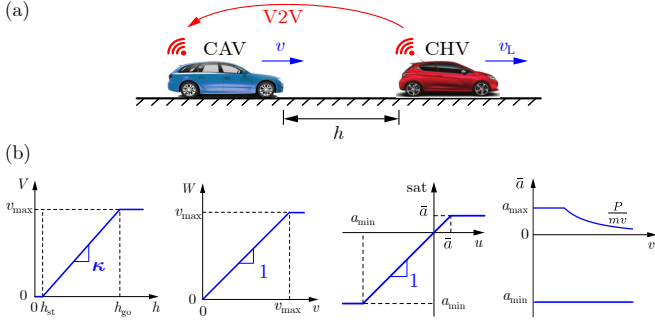 (a)
V2V
CAV
v
CHV
v_L
h
(b)
V
v_max
κ
0
0
h_st
h_go
h
W
v_max
1
0
0
v_max
v
sat
a_min
ā
ā
u
1
a_min
ā
a_max
P/mv
0
v
a_min